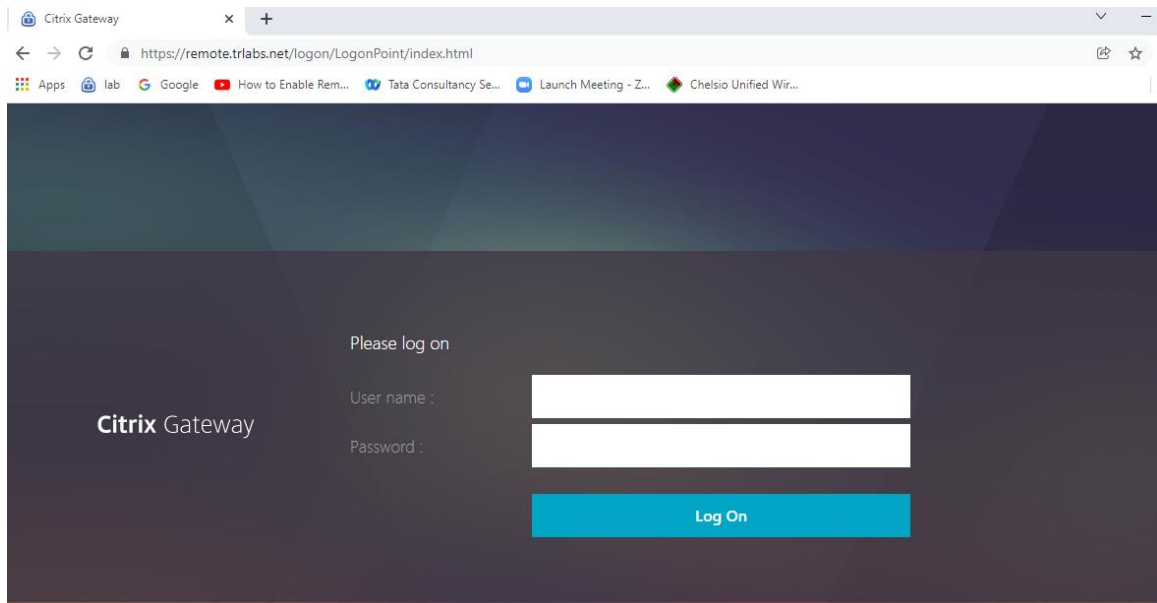 Citrix Gateway
https://remote.trlabs.net/logon/LogonPoint/index.html
Apps lab Google How to Enable Rem... Tata Consultancy Se... Launch Meeting - Z... Chelsio Unified Wir...
Please log on
User name :
Citrix Gateway
Password :
Log On